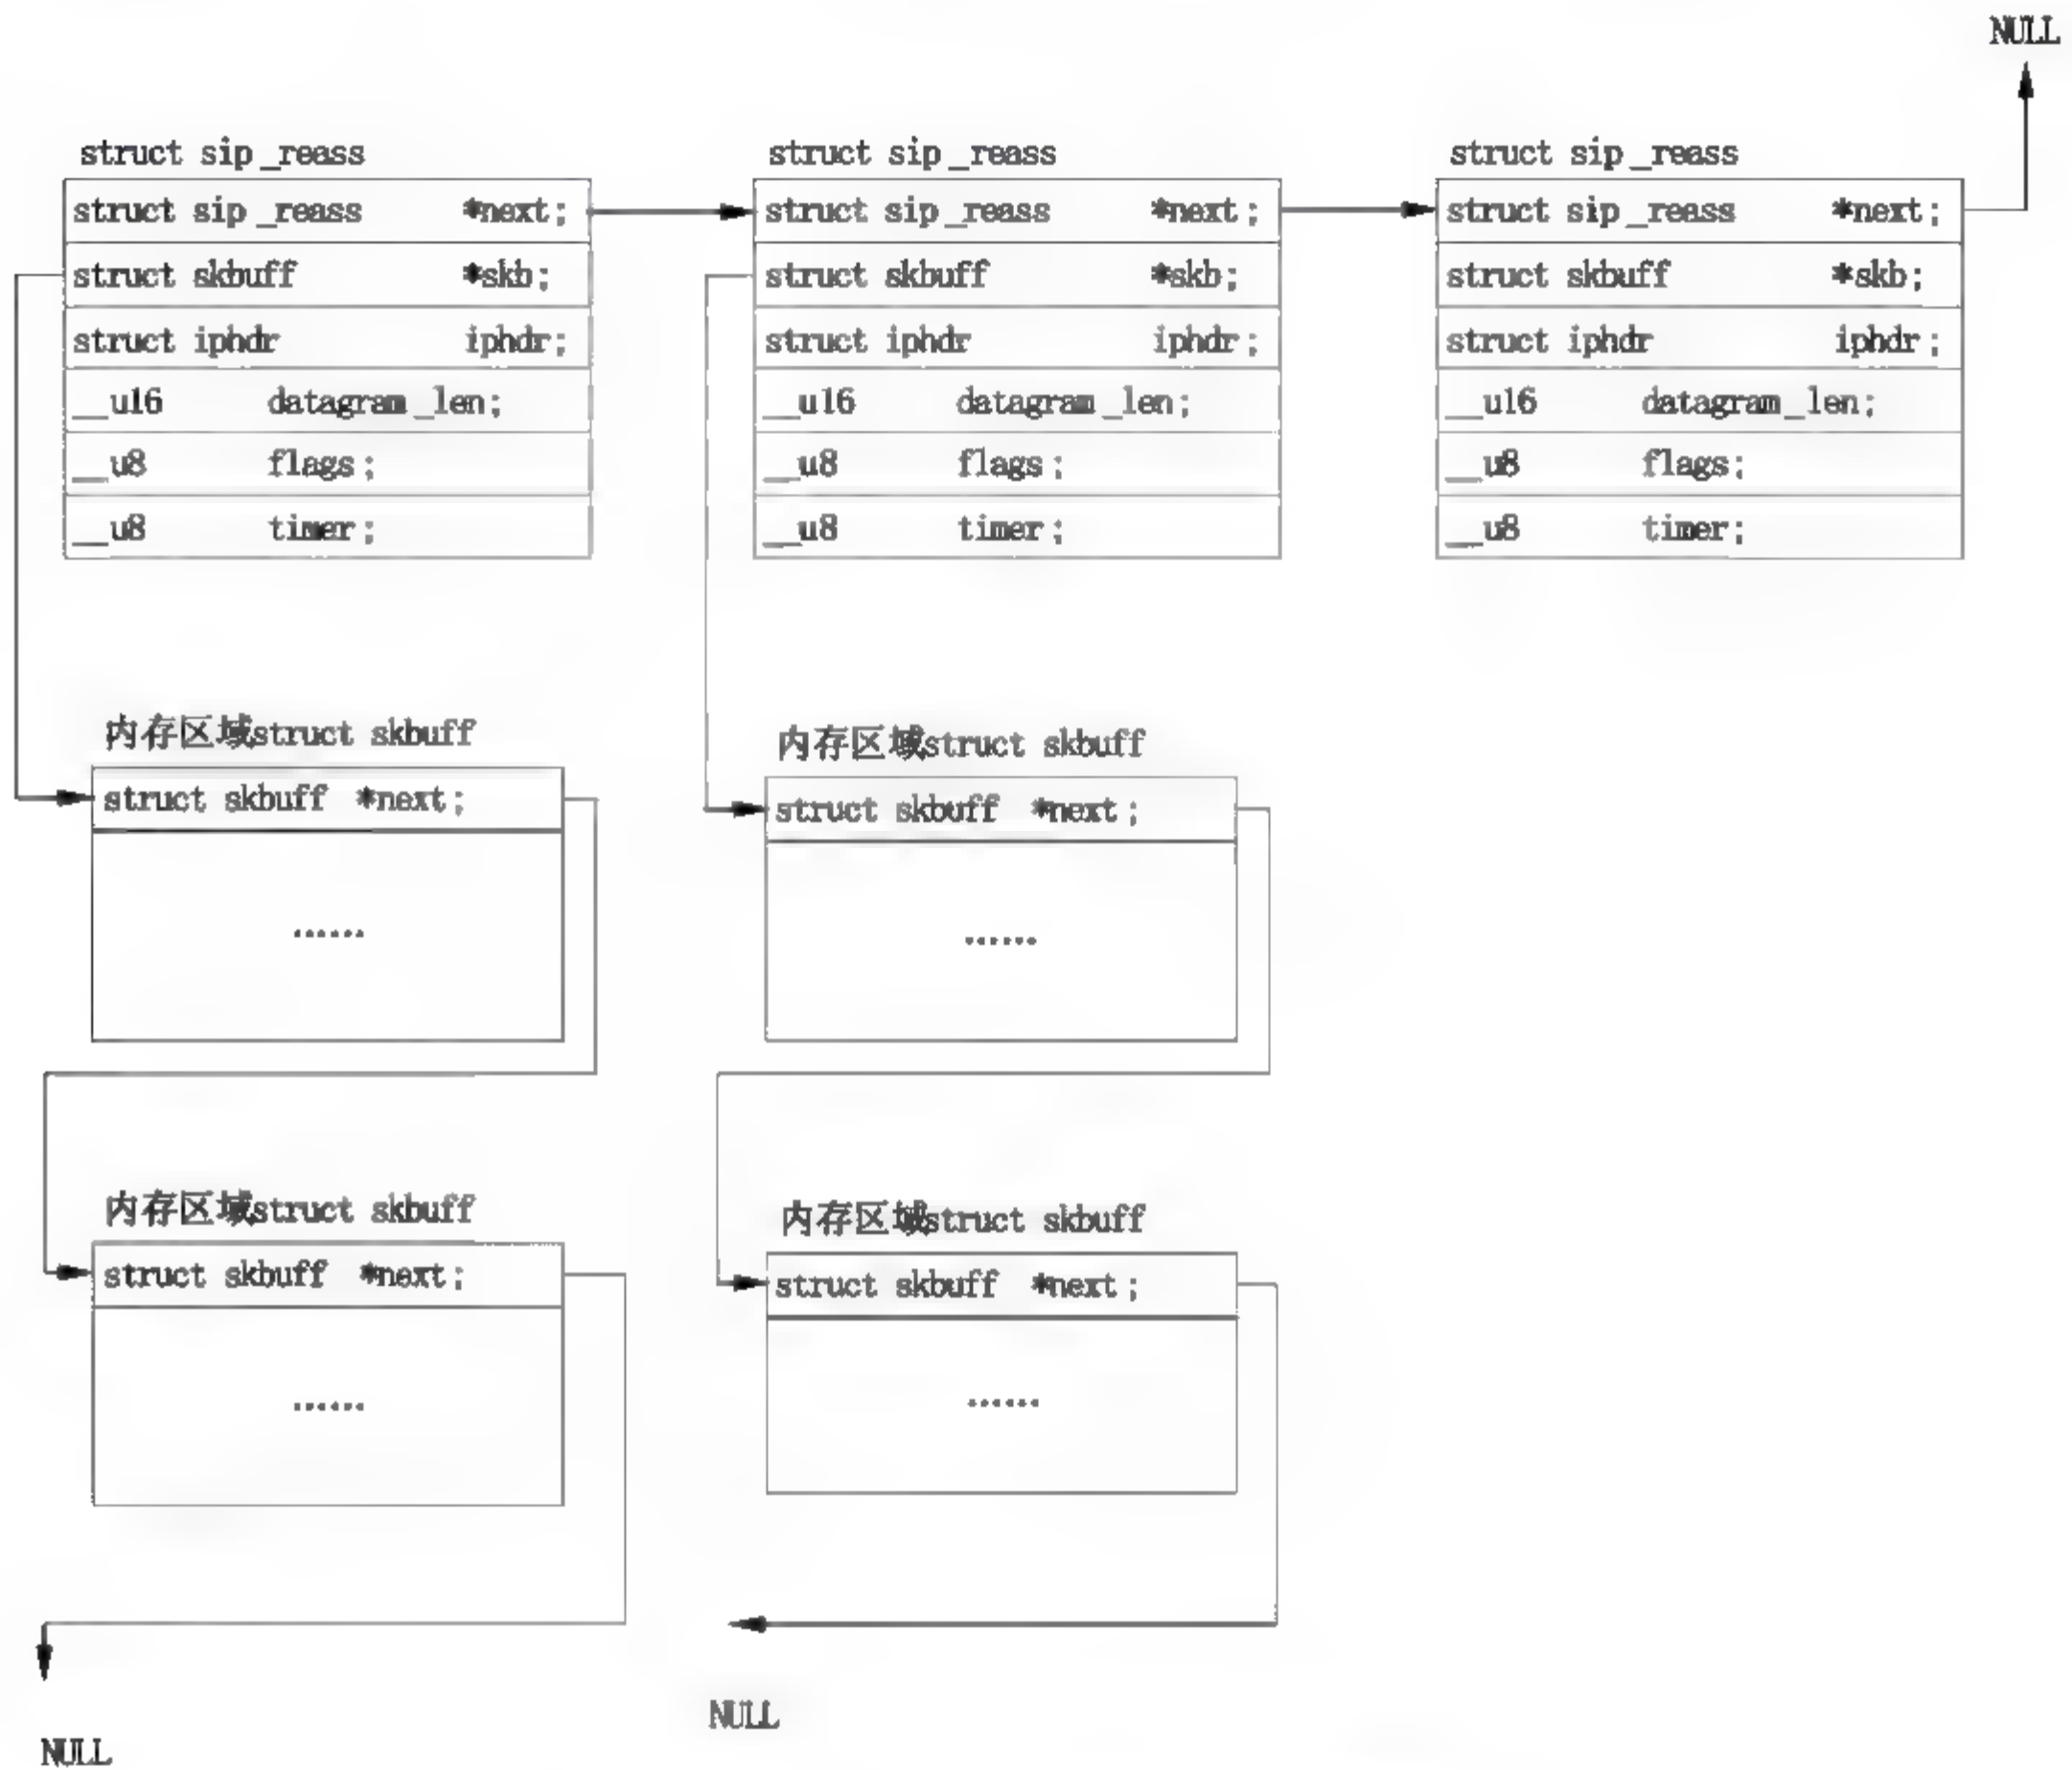 NULL
struct sip_reass
struct sip_reass *next;
struct skbuff *skb;
struct iphdr iphdr;
__u16 datagram_len;
__u8 flags;
__u8 timer;
struct sip_reass
struct sip_reass *next;
struct skbuff *skb;
struct iphdr iphdr;
__u16 datagram_len;
__u8 flags;
__u8 timer;
struct sip_reass
struct sip_reass *next;
struct skbuff *skb;
struct iphdr iphdr;
__u16 datagram_len;
__u8 flags;
__u8 timer;
内存区域struct skbuff
struct skbuff *next;
......
内存区域struct skbuff
struct skbuff *next;
......
NULL
内存区域struct skbuff
struct skbuff *next;
......
内存区域struct skbuff
struct skbuff *next;
......
NULL